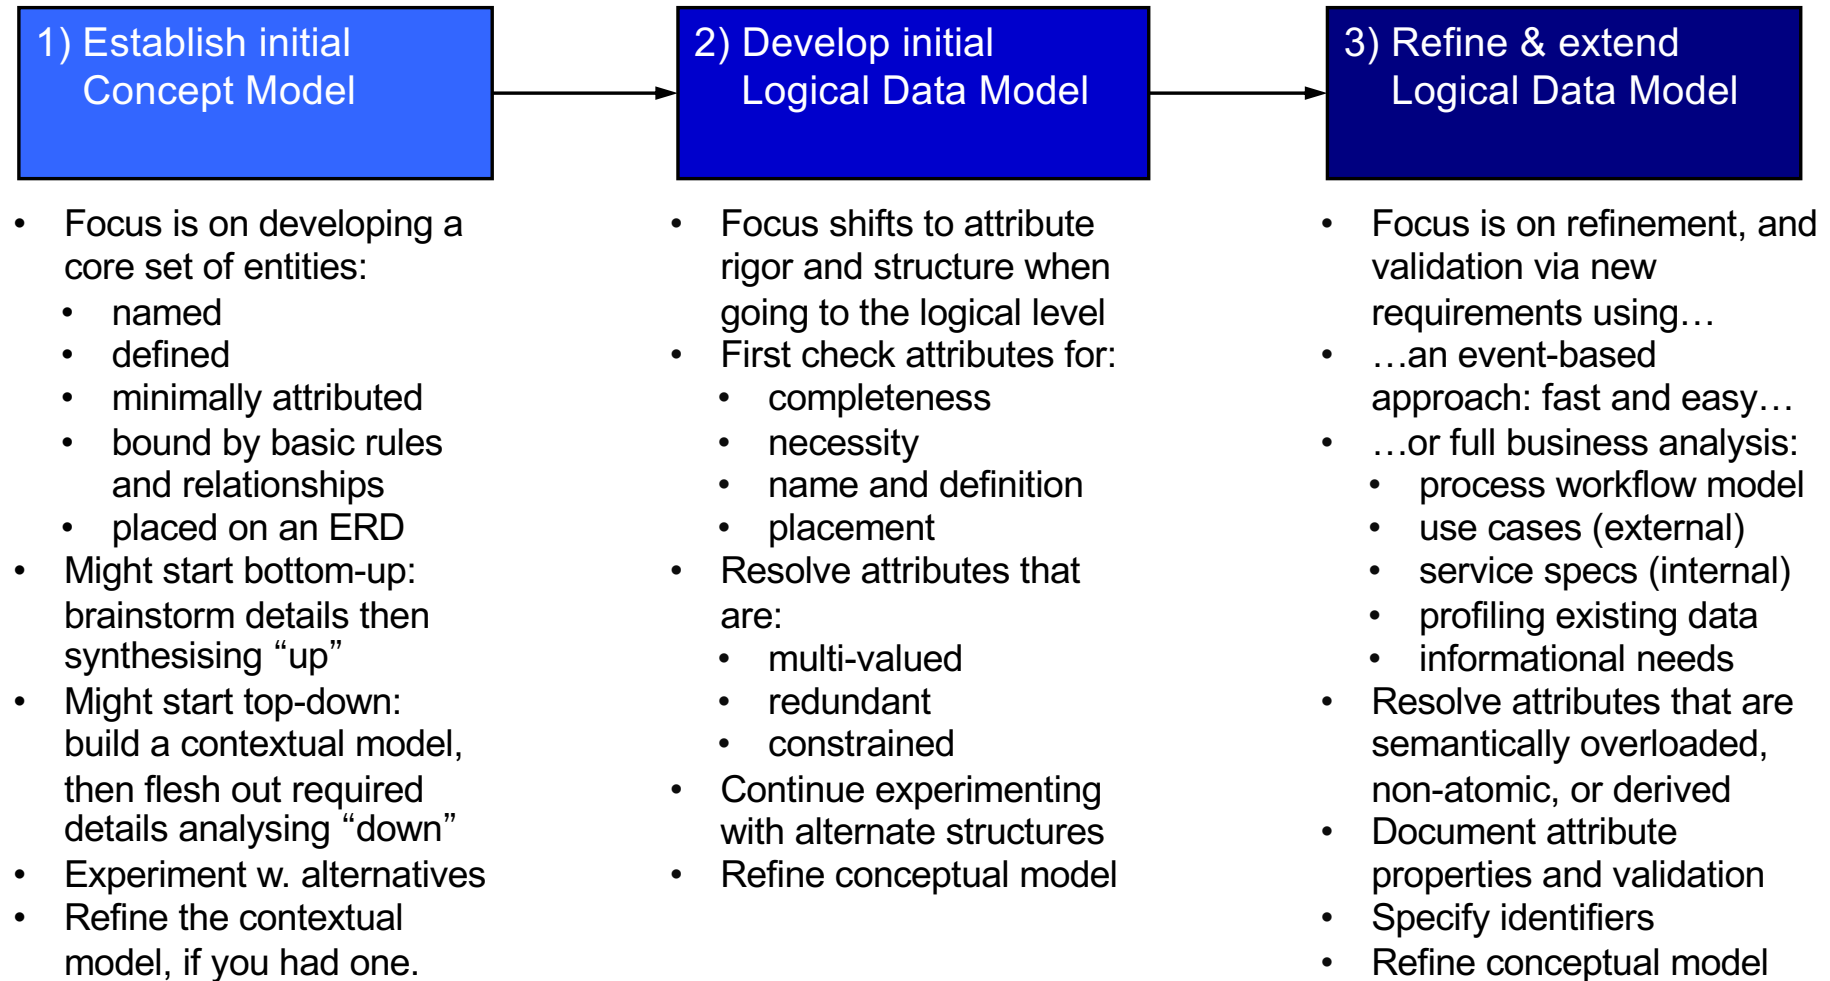 1) Establish initial
Concept Model
• Focus is on developing a
core set of entities:
• named
• defined
• minimally attributed
• bound by basic rules
and relationships
• placed on an ERD
• Might start bottom-up:
brainstorm details then
synthesising “up”
• Might start top-down:
build a contextual model,
then flesh out required
details analysing “down”
• Experiment w. alternatives
• Refine the contextual
model, if you had one.
2) Develop initial
Logical Data Model
• Focus shifts to attribute
rigor and structure when
going to the logical level
• First check attributes for:
• completeness
• necessity
• name and definition
• placement
• Resolve attributes that
are:
• multi-valued
• redundant
• constrained
• Continue experimenting
with alternate structures
• Refine conceptual model
3) Refine & extend
Logical Data Model
• Focus is on refinement, and
validation via new
requirements using…
• …an event-based
approach: fast and easy…
• …or full business analysis:
• process workflow model
• use cases (external)
• service specs (internal)
• profiling existing data
• informational needs
• Resolve attributes that are
semantically overloaded,
non-atomic, or derived
• Document attribute
properties and validation
• Specify identifiers
• Refine conceptual model